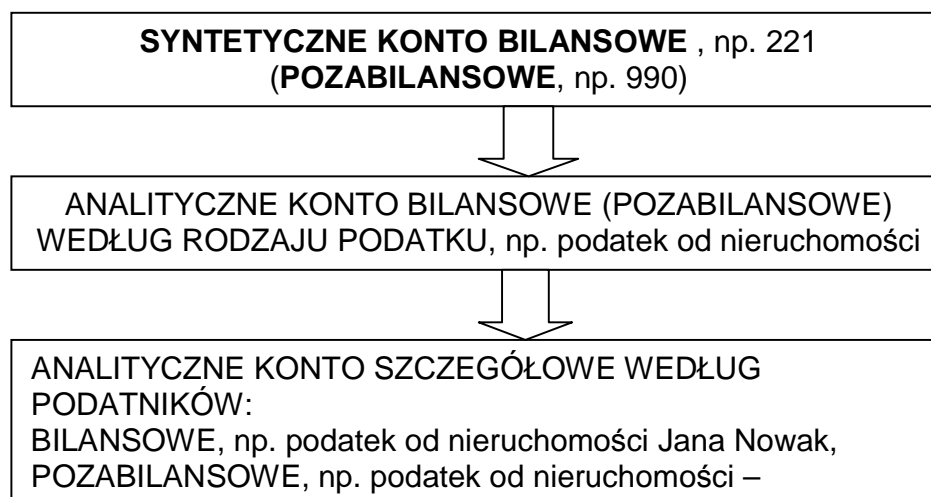 SYNTETYCZNE KONTO BILANSOWE , np. 221
(POZABILANSOWE, np. 990)
ANALITYCZNE KONTO BILANSOWE (POZABILANSOWE)
WEDŁUG RODZAJU PODATKU, np. podatek od nieruchomości
ANALITYCZNE KONTO SZCZEGÓŁOWE WEDŁUG
PODATNIKÓW:
BILANSOWE, np. podatek od nieruchomości Jana Nowak,
POZABILANSOWE, np. podatek od nieruchomości –